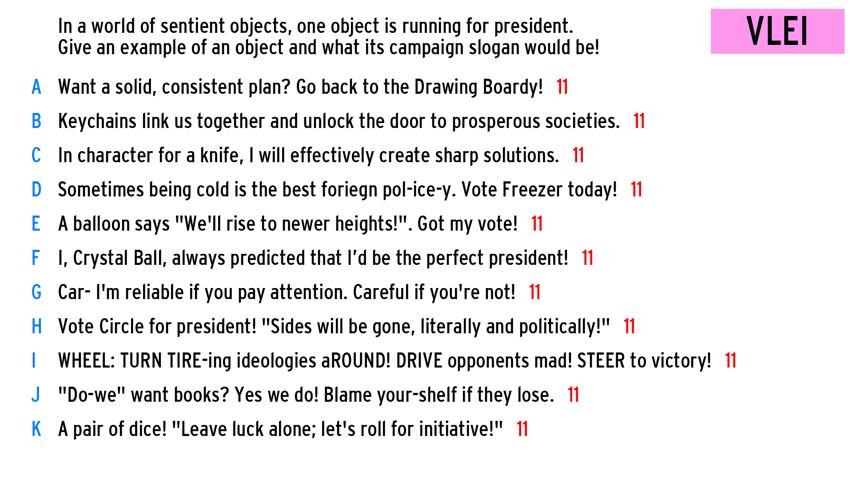 In a world of sentient objects, one object is running for president.
Give an example of an object and what its campaign slogan would be!
VLEI
A Want a solid, consistent plan? Go back to the Drawing Boardy! 11
B Keychains link us together and unlock the door to prosperous societies. 11
C In character for a knife, I will effectively create sharp solutions. 11
D Sometimes being cold is the best foriegn pol-ice-y. Vote Freezer today! 11
E A balloon says "We'll rise to newer heights!". Got my vote! 11
F I, Crystal Ball, always predicted that I'd be the perfect president! 11
G Car- I'm reliable if you pay attention. Careful if you're not! 11
H Vote Circle for president! "Sides will be gone, literally and politically!" 11
I WHEEL: TURN TIRE-ing ideologies aROUND! DRIVE opponents mad! STEER to victory! 11
J "Do-we" want books? Yes we do! Blame your-shelf if they lose. 11
K A pair of dice! "Leave luck alone; let's roll for initiative!" 11